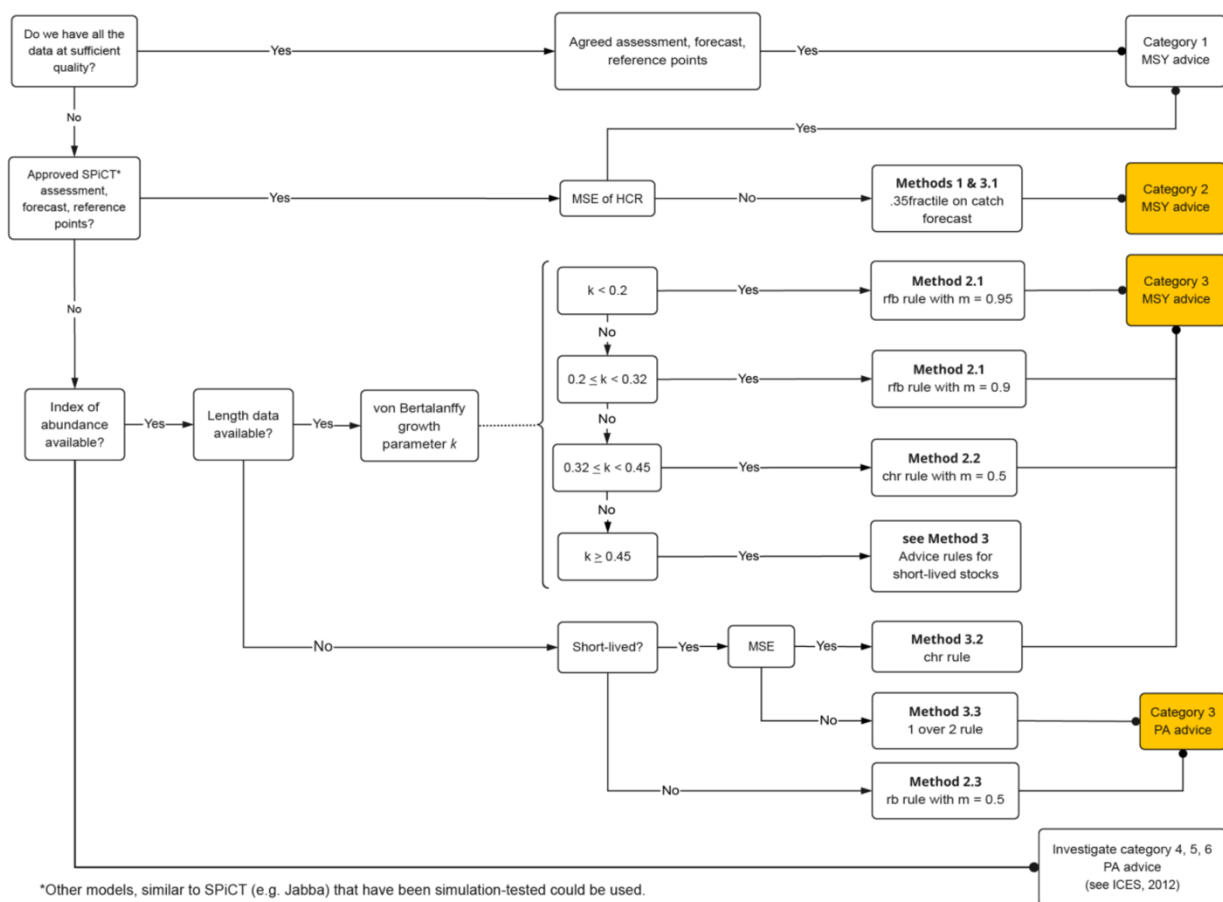 Do we have all the
data at sufficient
quality?
Yes
Agreed assessment, forecast,
reference points
Yes
Category 1
MSY advice
No
Yes
Approved SPiCT*
assessment,
forecast, reference
points?
Yes
MSE of HCR
No
Methods 1 & 3.1
.35fractile on catch
forecast
Category 2
MSY advice
No
k < 0.2
Yes
Method 2.1
rfb rule with m = 0.95
Category 3
MSY advice
No
0.2 ≤ k < 0.32
Yes
Method 2.1
rfb rule with m = 0.9
Index of
abundance
available?
Yes
Length data
available?
Yes
von Bertalanffy
growth
parameter k
No
0.32 ≤ k < 0.45
Yes
Method 2.2
chr rule with m = 0.5
No
k ≥ 0.45
Yes
see Method 3
Advice rules for
short-lived stocks
No
Short-lived?
Yes
MSE
Yes
Method 3.2
chr rule
No
Method 3.3
1 over 2 rule
Category 3
PA advice
No
Method 2.3
rb rule with m = 0.5
Investigate category 4, 5, 6
PA advice
(see ICES, 2012)
*Other models, similar to SPiCT (e.g. Jabba) that have been simulation-tested could be used.